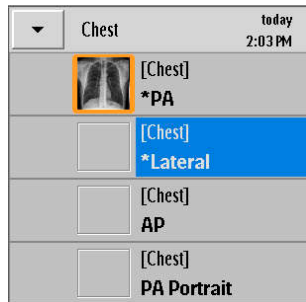 Chest
today
2:03 PM
[Chest]
*PA
[Chest]
*Lateral
[Chest]
AP
[Chest]
PA Portrait